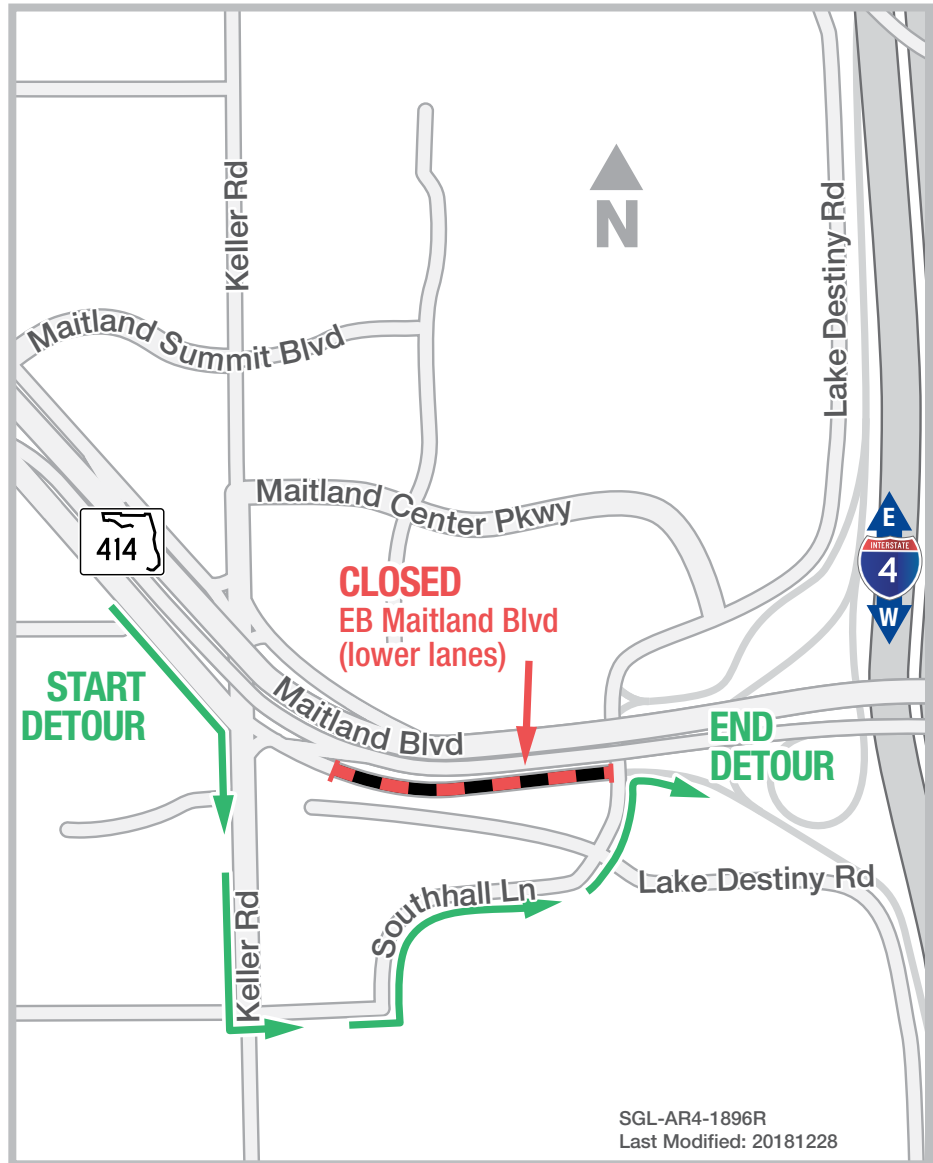 Keller Rd
N
Lake Destiny Rd
Maitland Summit Blvd
Maitland Center Pkwy
414
E
INTERSTATE
4
W
CLOSED
EB Maitland Blvd
(lower lanes)
START
DETOUR
Maitland Blvd
END
DETOUR
Lake Destiny Rd
Southhall Ln
Keller Rd
SGL-AR4-1896R
Last Modified: 20181228